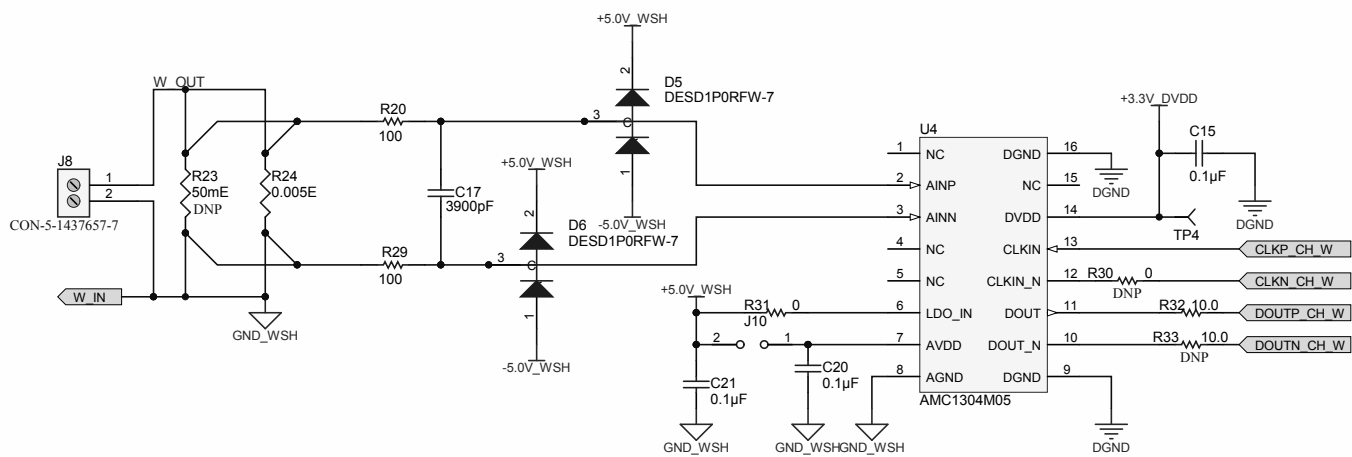 +5.0V_WSH
W_OUT
2
D5
DESD1P0RFW-7
R20
100
3
C
1
-5.0V_WSH
J8
1
2
CON-5-1437657-7
R23
50mE
DNP
R24
0.005E
C17
3900pF
+5.0V_WSH
2
D6
DESD1P0RFW-7
3
C
1
-5.0V_WSH
R29
100
W_IN
GND_WSH
+3.3V_DVDD
C15
0.1µF
DGND
TP4
U4
1 NC DGND 16
DGND
2 AINP NC 15
3 AINN DVDD 14
4 NC CLKIN 13 CLKP_CH_W
5 NC CLKIN_N 12 R30 0 CLKN_CH_W
DNP
+5.0V_WSH
R31 0
6 LDO_IN DOUT 11 R32 10.0 DOUTP_CH_W
J10
2 1
7 AVDD DOUT_N 10 R33 10.0 DOUTN_CH_W
DNP
8 AGND DGND 9
AMC1304M05
C21
0.1µF
C20
0.1µF
GND_WSH
GND_WSH
GND_WSH
DGND